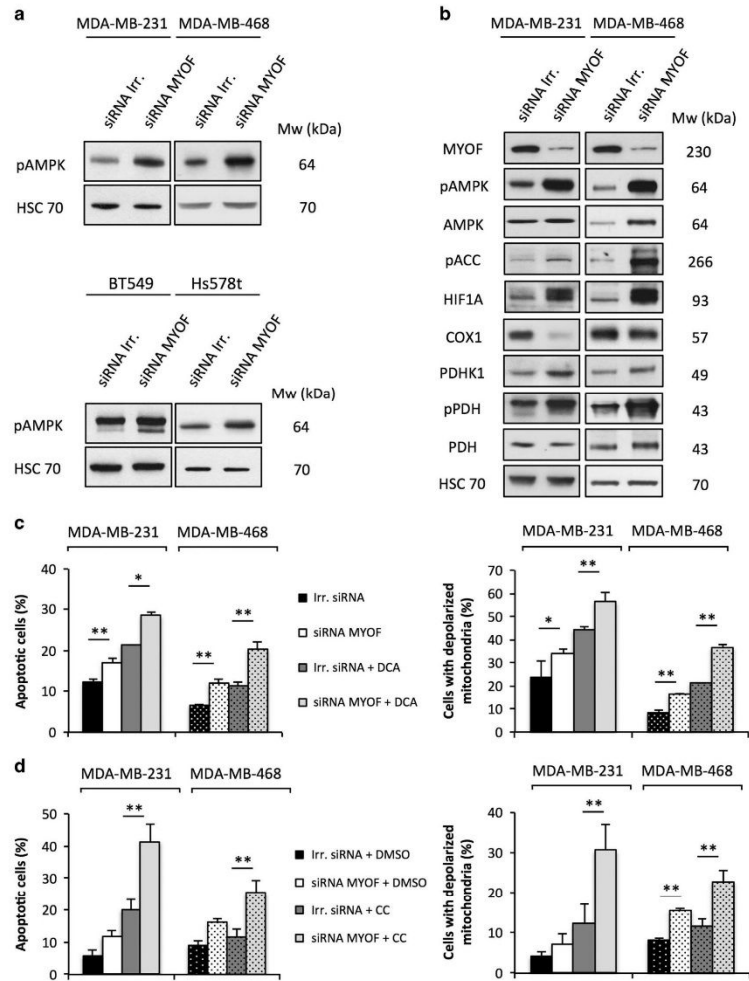 a
MDA-MB-231 MDA-MB-468
siRNA Irr. siRNA MYOF siRNA Irr. siRNA MYOF
Mw (kDa)
pAMPK 64
HSC 70 70
BT549 Hs578t
siRNA Irr. siRNA MYOF siRNA Irr. siRNA MYOF
Mw (kDa)
pAMPK 64
HSC 70 70
b
MDA-MB-231 MDA-MB-468
siRNA Irr. siRNA MYOF siRNA Irr. siRNA MYOF
Mw (kDa)
MYOF 230
pAMPK 64
AMPK 64
pACC 266
HIF1A 93
COX1 57
PDHK1 49
pPDH 43
PDH 43
HSC 70 70
c
MDA-MB-231 MDA-MB-468
Apoptotic cells (%)
40
30
20
10
0
** * ** **
Irr. siRNA
siRNA MYOF
Irr. siRNA + DCA
siRNA MYOF + DCA
MDA-MB-231 MDA-MB-468
Cells with depolarized
mitochondria (%)
70
60
50
40
30
20
10
0
* ** ** **
d
MDA-MB-231 MDA-MB-468
Apoptotic cells (%)
50
40
30
20
10
0
** **
Irr. siRNA + DMSO
siRNA MYOF + DMSO
Irr. siRNA + CC
siRNA MYOF + CC
MDA-MB-231 MDA-MB-468
Cells with depolarized
mitochondria (%)
40
30
20
10
0
** ** **